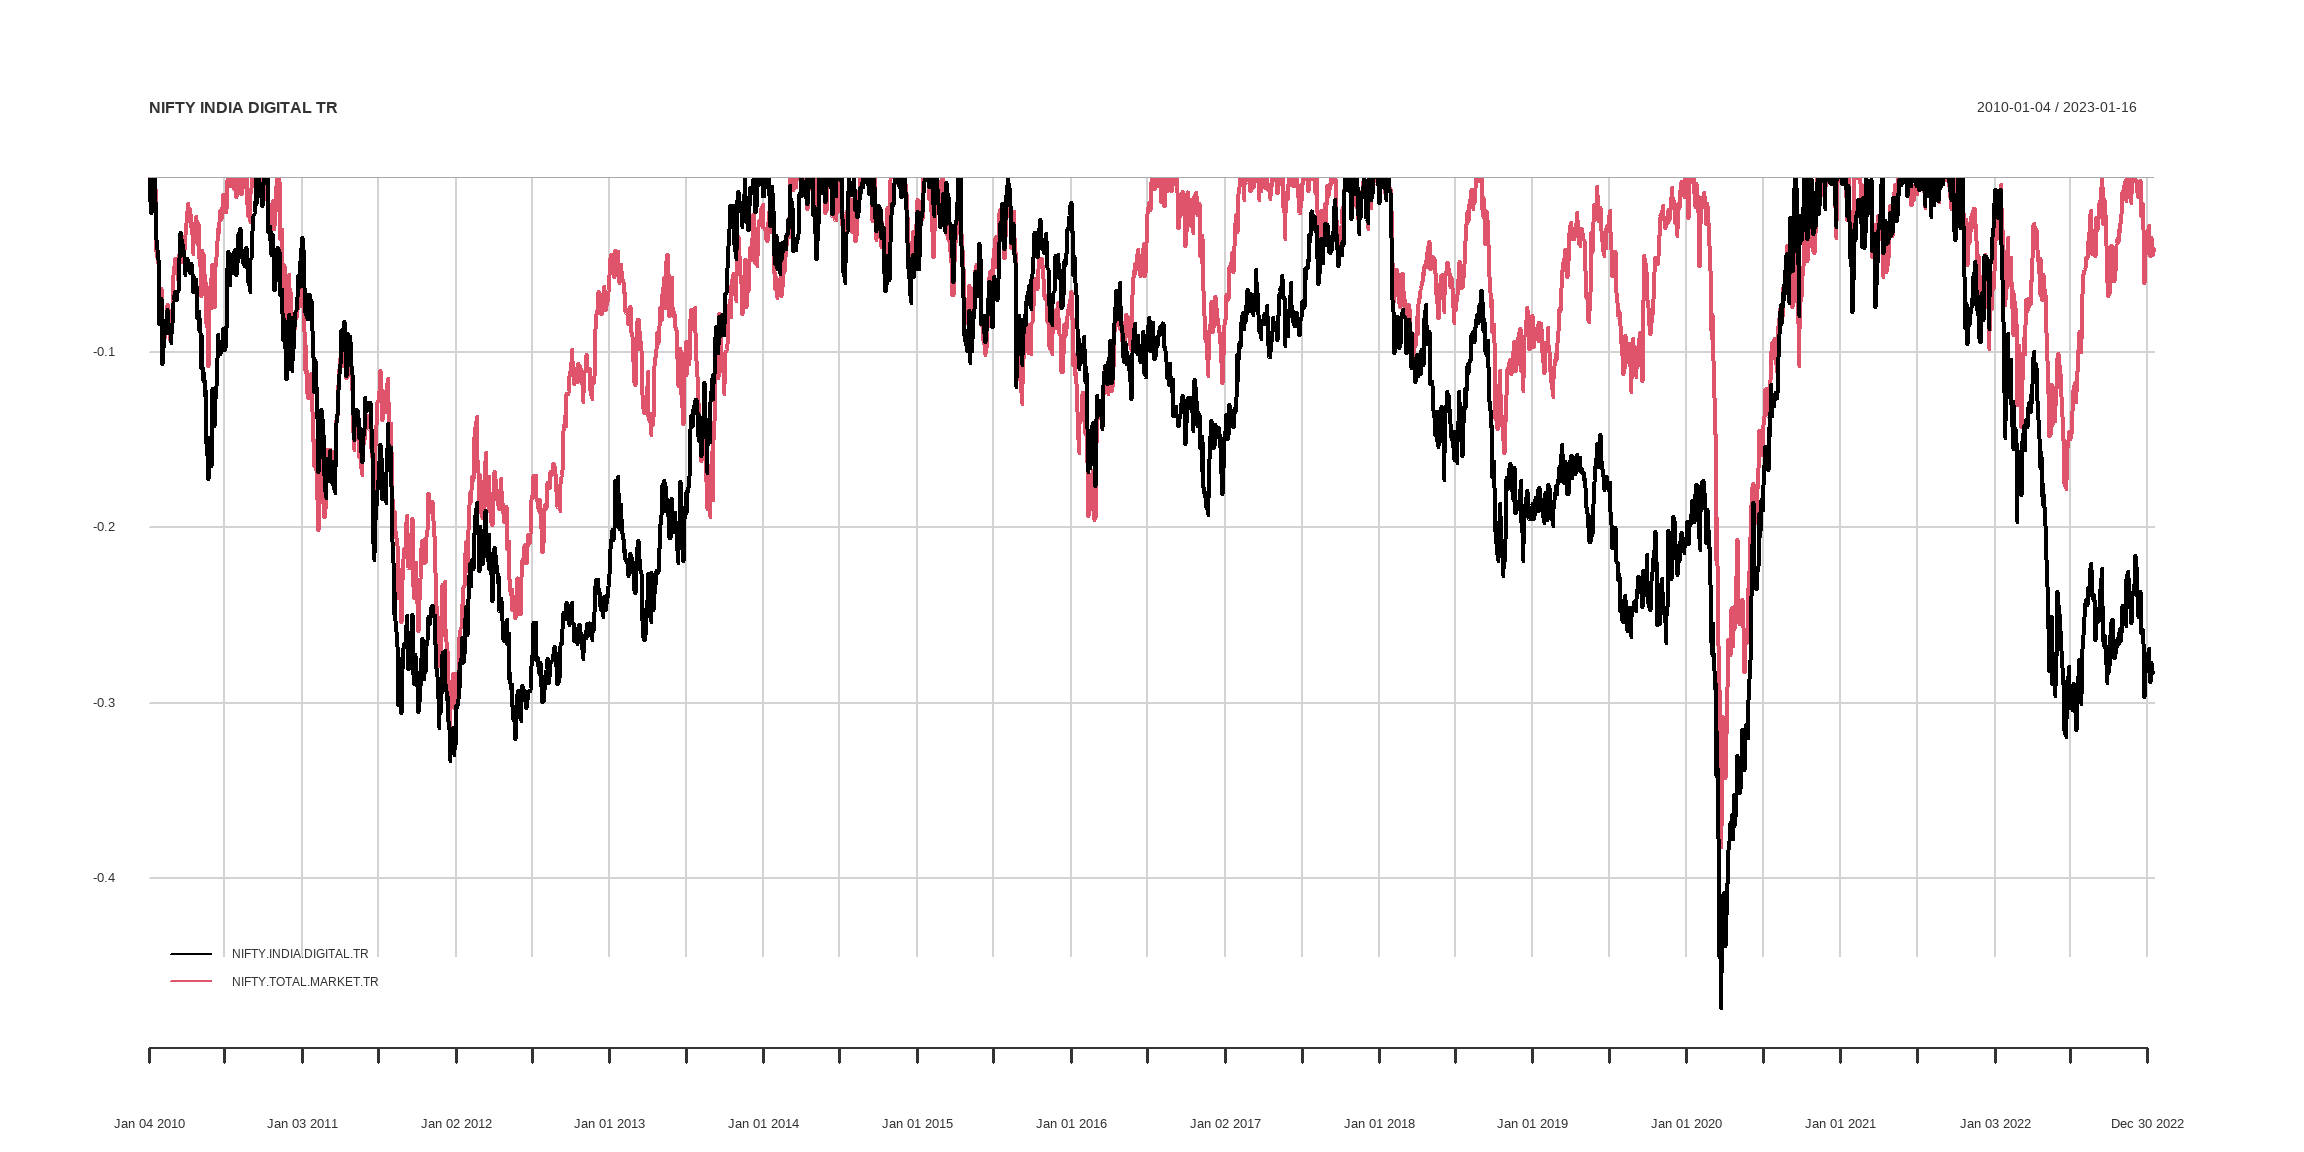 NIFTY INDIA DIGITAL TR
2010-01-04 / 2023-01-16
-0.1
-0.2
-0.3
-0.4
NIFTY.INDIA.DIGITAL.TR
NIFTY.TOTAL.MARKET.TR
Jan 04 2010 Jan 03 2011 Jan 02 2012 Jan 01 2013 Jan 01 2014 Jan 01 2015 Jan 01 2016 Jan 02 2017 Jan 01 2018 Jan 01 2019 Jan 01 2020 Jan 01 2021 Jan 03 2022 Dec 30 2022